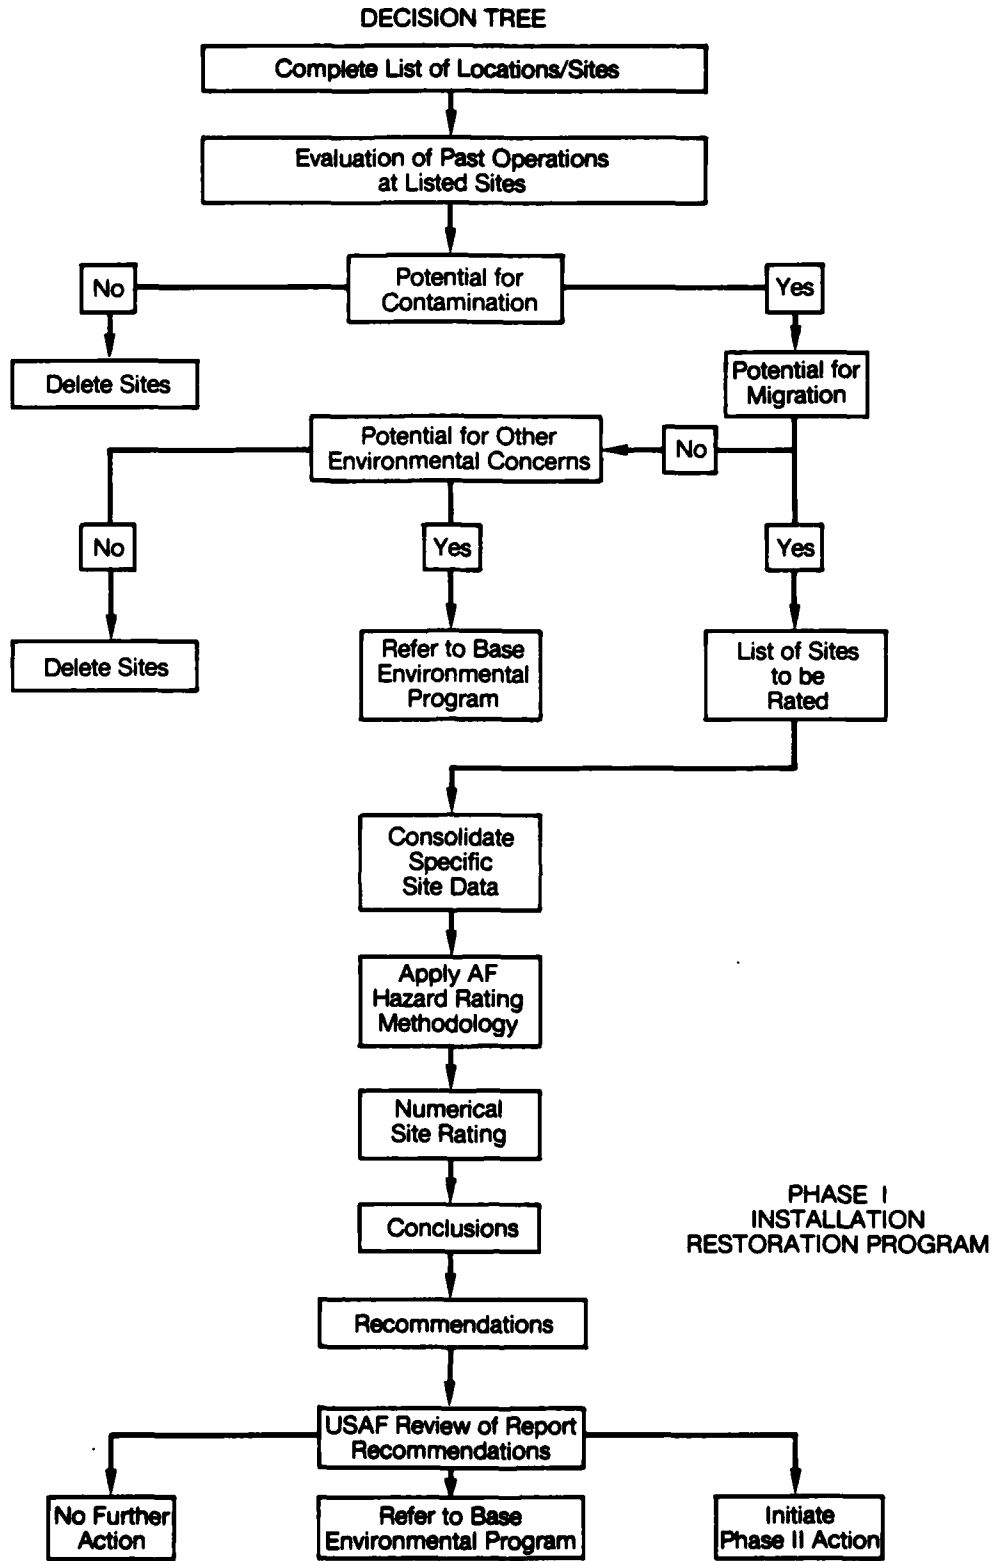 DECISION TREE
Complete List of Locations/Sites
Evaluation of Past Operations
at Listed Sites
No
Potential for
Contamination
Yes
Delete Sites
Potential for
Migration
Potential for Other
Environmental Concerns
No
No
Yes
Yes
Delete Sites
Refer to Base
Environmental
Program
List of Sites
to be
Rated
Consolidate
Specific
Site Data
Apply AF
Hazard Rating
Methodology
Numerical
Site Rating
Conclusions
PHASE I
INSTALLATION
RESTORATION PROGRAM
Recommendations
USAF Review of Report
Recommendations
No Further
Action
Refer to Base
Environmental Program
Initiate
Phase II Action